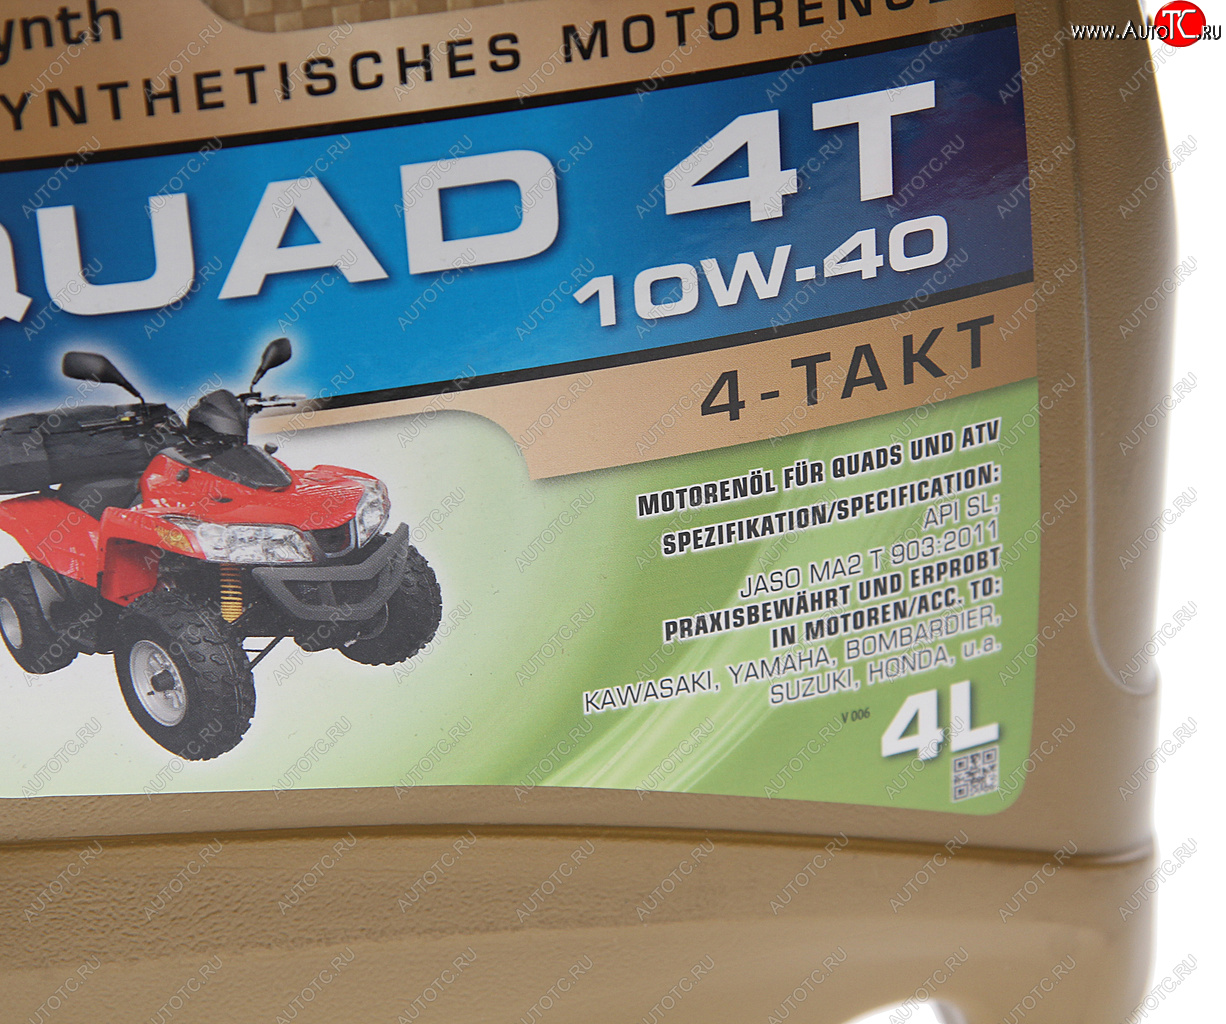 www.AutoTC.ru
ynth
YNTHETISCHES MOTORENÖL
QUAD 4T
10W-40
4-TAKT
MOTORENÖL FÜR QUADS UND ATV
SPEZIFIKATION/SPECIFICATION:
API SL;
JASO MA2 T 903:2011
PRAXISBEWÄHRT UND ERPROBT
IN MOTOREN/ACC. TO:
KAWASAKI, YAMAHA, BOMBARDIER,
SUZUKI, HONDA, u.a.
V 006
4L
AUTOTC.RU